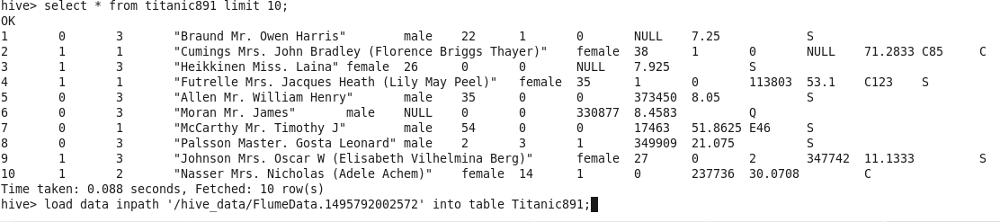 hive> select * from titanic891 limit 10;
OK
1	0	3	"Braund Mr. Owen Harris"	male	22	1	0	NULL	7.25		S
2	1	1	"Cumings Mrs. John Bradley (Florence Briggs Thayer)"	female	38	1	0	NULL	71.2833	C85	C
3	1	3	"Heikkinen Miss. Laina"	female	26	0	0	NULL	7.925		S
4	1	1	"Futrelle Mrs. Jacques Heath (Lily May Peel)"	female	35	1	0	113803	53.1	C123	S
5	0	3	"Allen Mr. William Henry"	male	35	0	0	373450	8.05		S
6	0	3	"Moran Mr. James"	male	NULL	0	0	330877	8.4583		Q
7	0	1	"McCarthy Mr. Timothy J"	male	54	0	0	17463	51.8625	E46	S
8	0	3	"Palsson Master. Gosta Leonard"	male	2	3	1	349909	21.075		S
9	1	3	"Johnson Mrs. Oscar W (Elisabeth Vilhelmina Berg)"	female	27	0	2	347742	11.1333		S
10	1	2	"Nasser Mrs. Nicholas (Adele Achem)"	female	14	1	0	237736	30.0708		C
Time taken: 0.088 seconds, Fetched: 10 row(s)
hive> load data inpath '/hive_data/FlumeData.1495792002572' into table Titanic891;